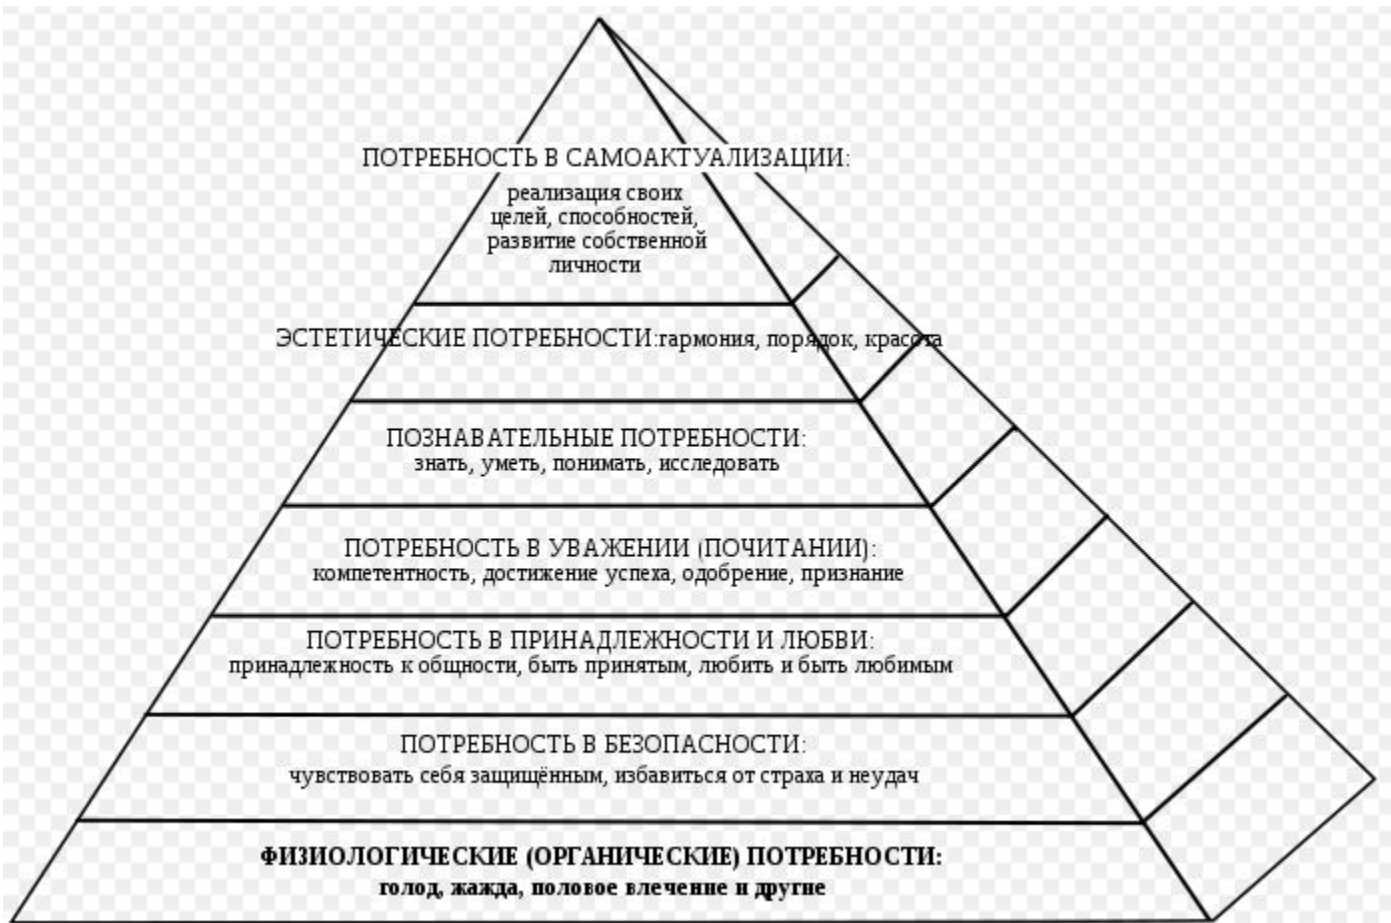 ПОТРЕБНОСТЬ В САМОАКТУАЛИЗАЦИИ:
реализация своих
целей, способностей,
развитие собственной
личности
ЭСТЕТИЧЕСКИЕ ПОТРЕБНОСТИ:гармония, порядок, красота
ПОЗНАВАТЕЛЬНЫЕ ПОТРЕБНОСТИ:
знать, уметь, понимать, исследовать
ПОТРЕБНОСТЬ В УВАЖЕНИИ (ПОЧИТАНИИ):
компетентность, достижение успеха, одобрение, признание
ПОТРЕБНОСТЬ В ПРИНАДЛЕЖНОСТИ И ЛЮБВИ:
принадлежность к общности, быть принятым, любить и быть любимым
ПОТРЕБНОСТЬ В БЕЗОПАСНОСТИ:
чувствовать себя защищённым, избавиться от страха и неудач
ФИЗИОЛОГИЧЕСКИЕ (ОРГАНИЧЕСКИЕ) ПОТРЕБНОСТИ:
голод, жажда, половое влечение и другие